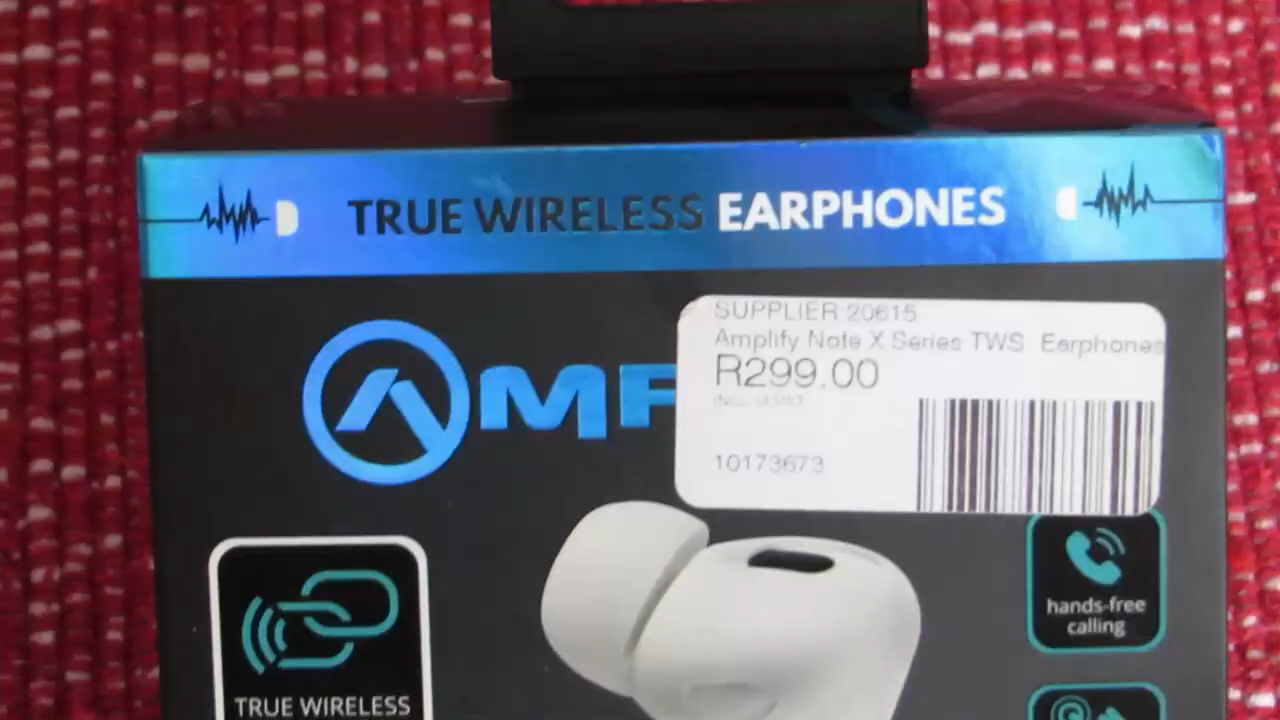 TRUE WIRELESS EARPHONES
AMP
SUPPLIER 20615
Amplify Note X Series TWS Earphones
R299.00
10173673
hands-free
calling
TRUE WIRELESS